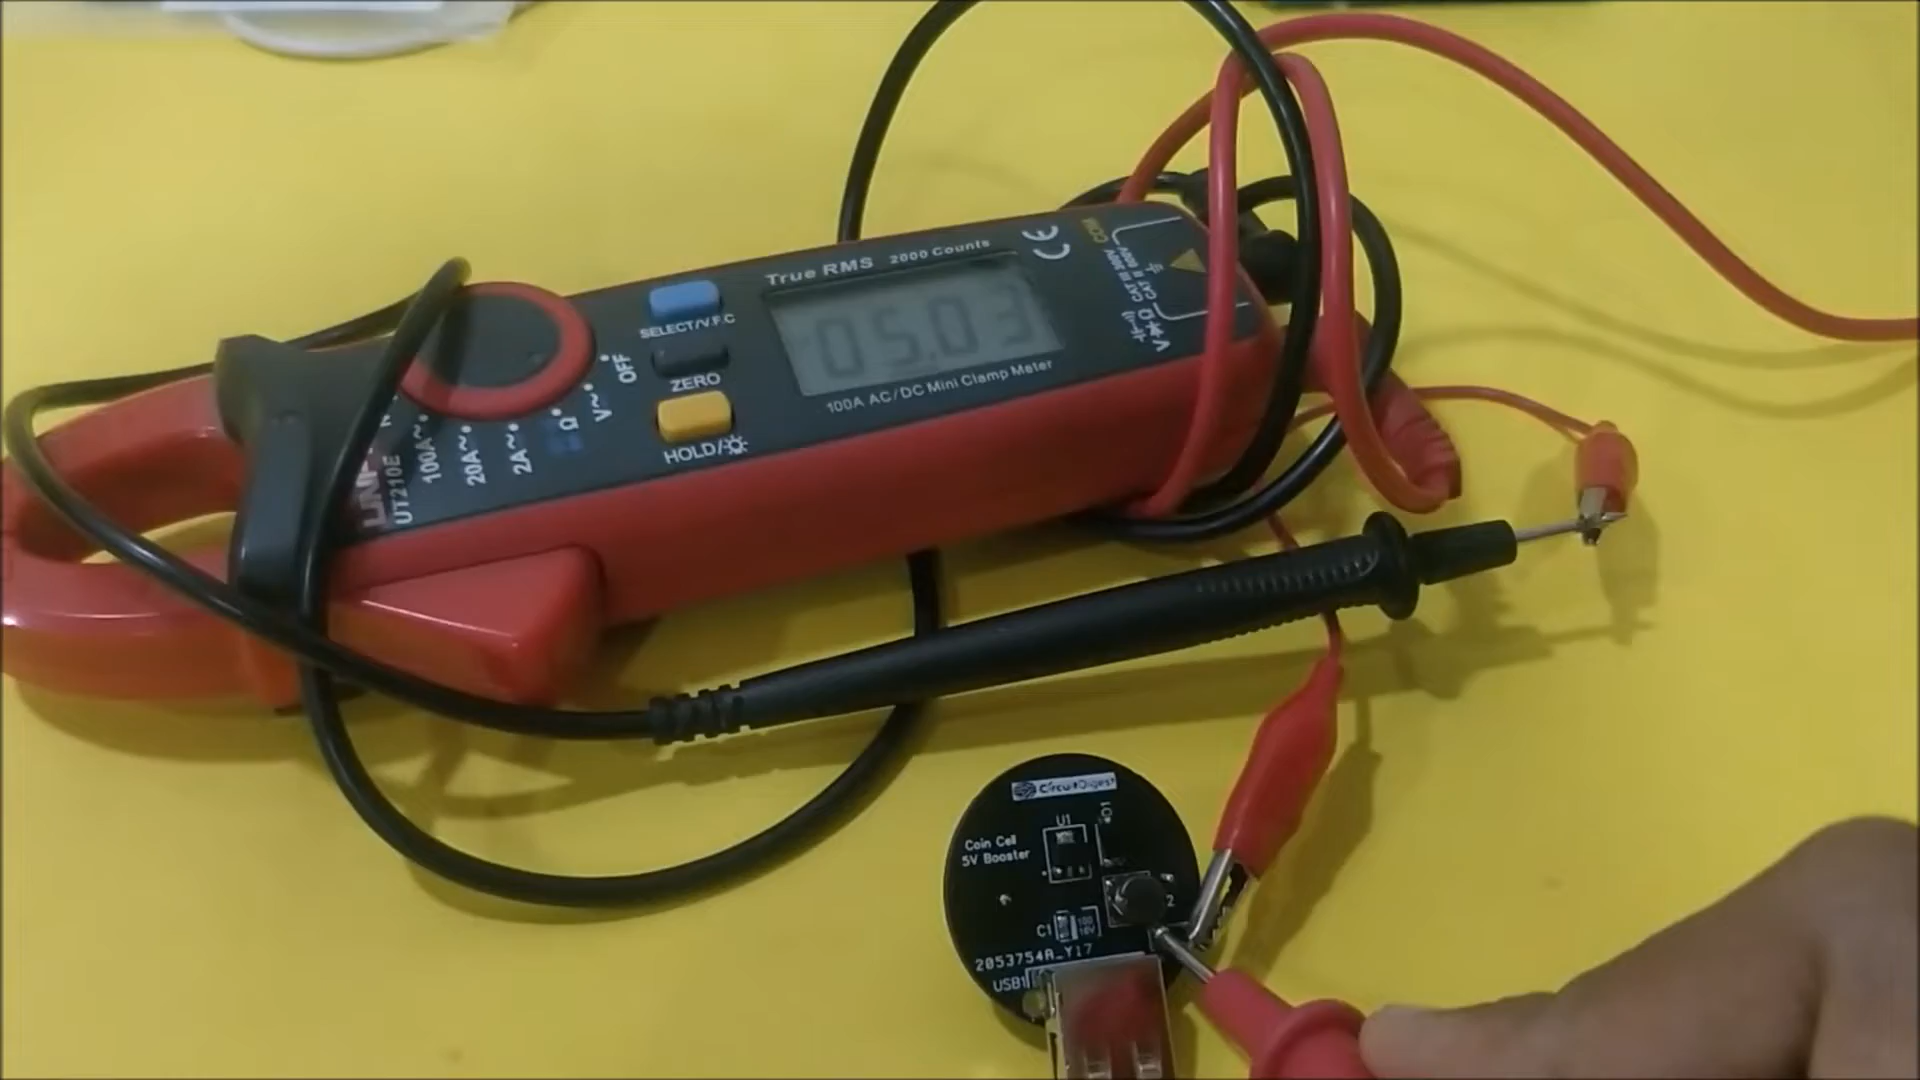 True RMS 2000 Counts
05.03
100A AC/DC Mini Clamp Meter
SELECT/V.F.C
ZERO
HOLD/
OFF
V~
Ω
2A~
20A~
100A~
UT210E
COM
CAT III 300V
CAT II 600V
CircuitDigest
U1
D1
Coin Cell
5V Booster
C1
2053754A_Y17
USB1